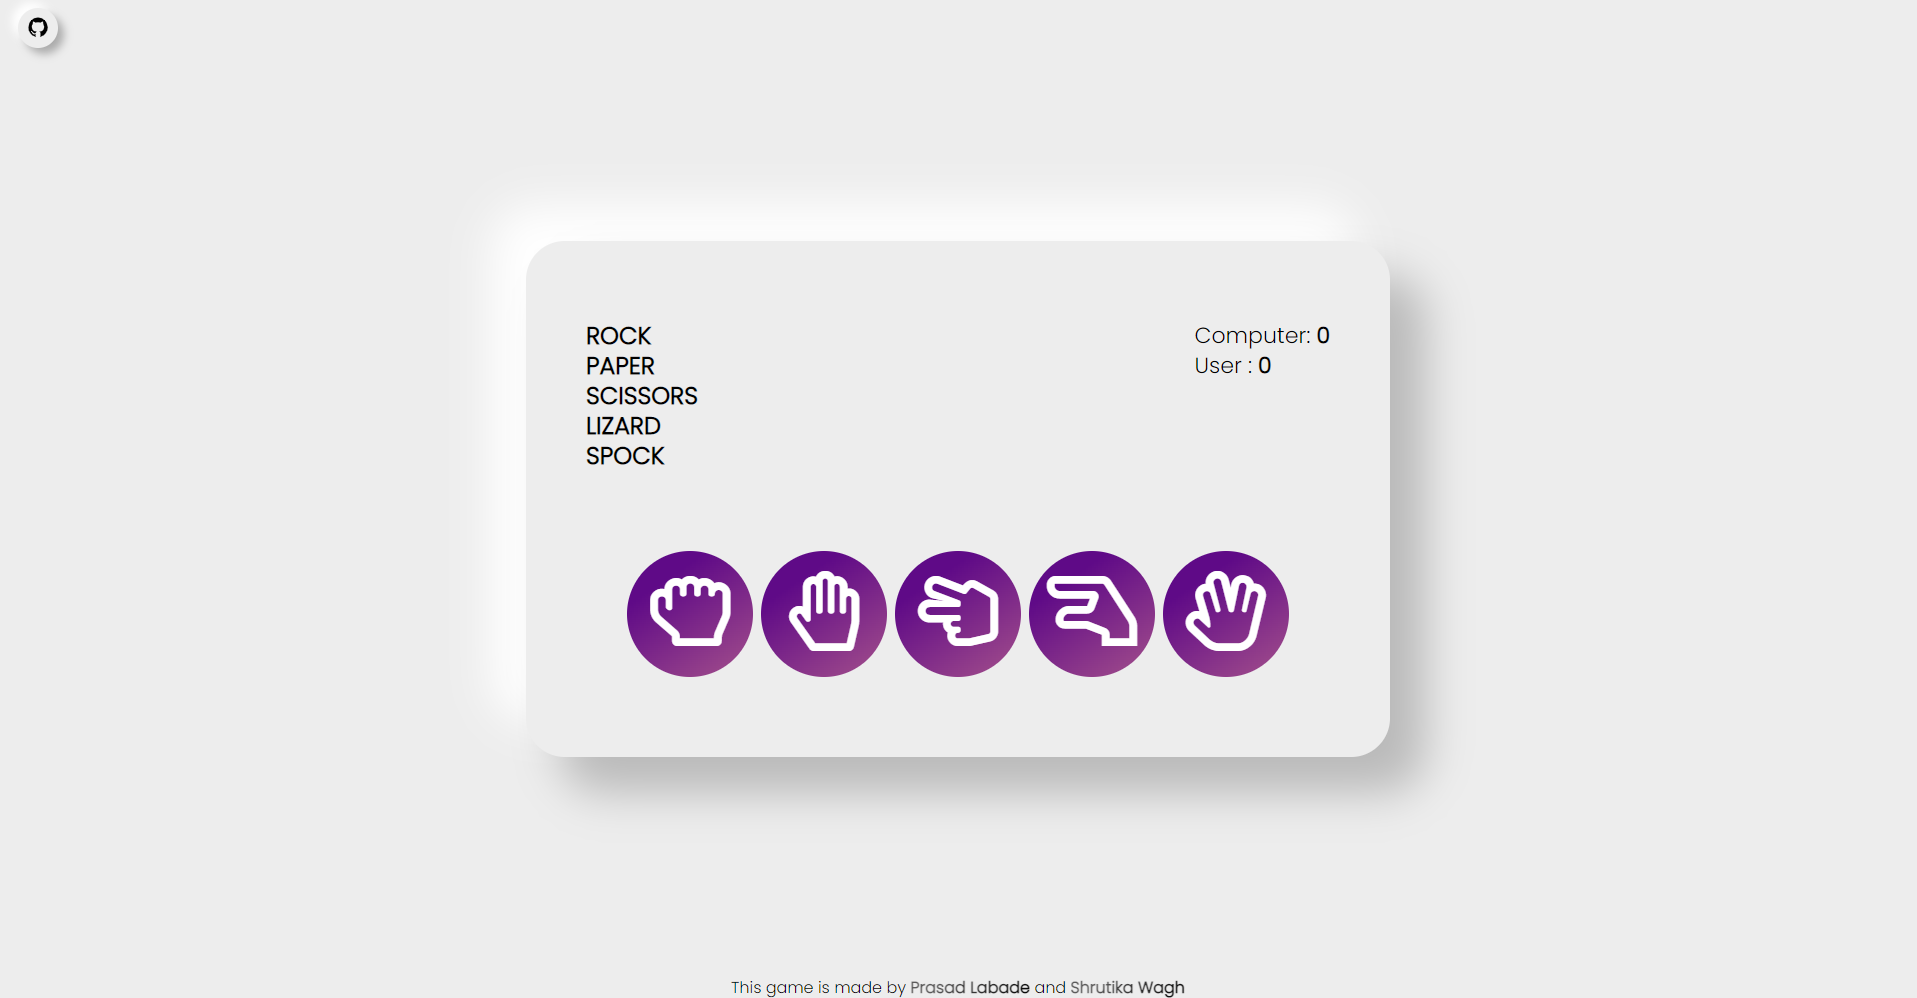 ROCK
PAPER
SCISSORS
LIZARD
SPOCK
Computer: 0
User : 0
This game is made by Prasad Labade and Shrutika Wagh